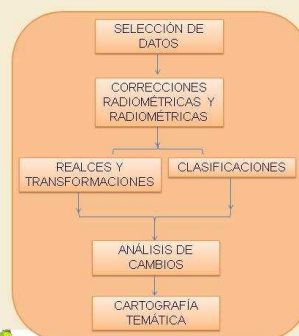 SELECCIÓN DE
DATOS
CORRECCIONES
RADIOMÉTRICAS Y
RADIOMÉTRICAS
REALCES Y
TRANSFORMACIONES
CLASIFICACIONES
ANÁLISIS DE
CAMBIOS
CARTOGRAFÍA
TEMÁTICA